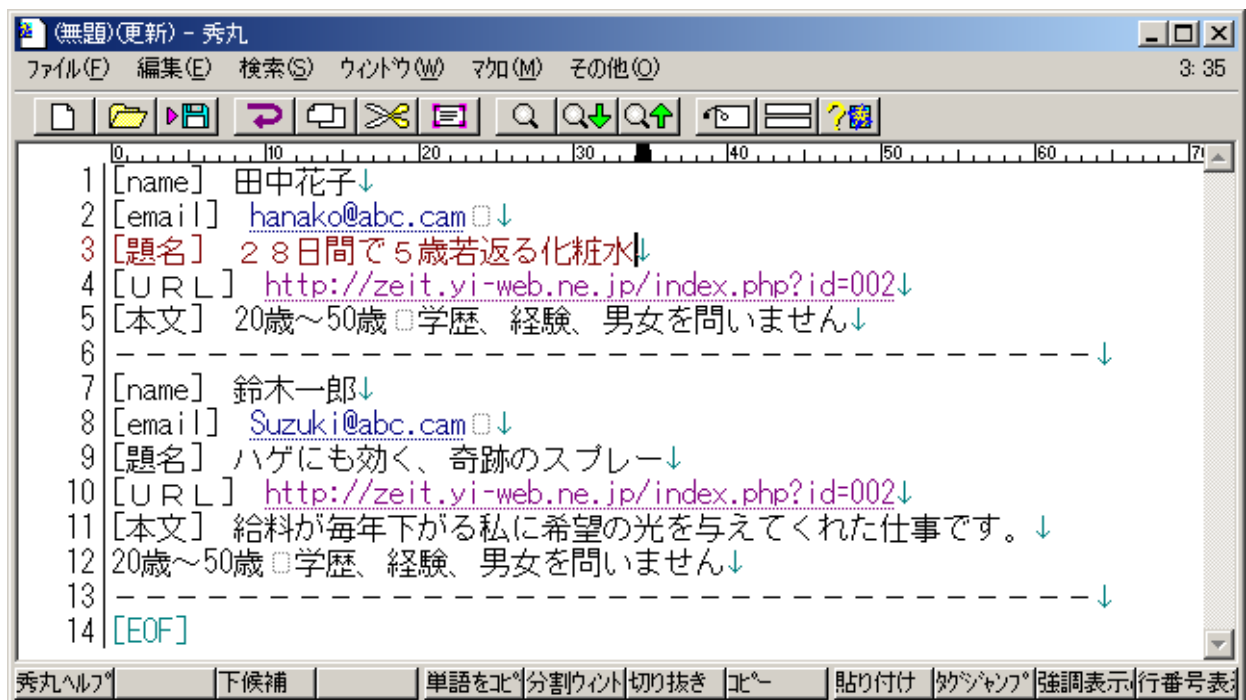 (無題)(更新) - 秀丸
ファイル(F) 編集(E) 検索(S) ウィンドウ(W) マクロ(M) その他(O) 3: 35
0 10 20 30 40 50 60 7
1 [name] 田中花子↓
2 [email] hanako@abc.cam□↓
3 [題名] 28日間で5歳若返る化粧水↓
4 [URL] http://zeit.yi-web.ne.jp/index.php?id=002↓
5 [本文] 20歳~50歳□学歴、経験、男女を問いません↓
6 --------------------------------↓
7 [name] 鈴木一郎↓
8 [email] Suzuki@abc.cam□↓
9 [題名] ハゲにも効く、奇跡のスプレー↓
10 [URL] http://zeit.yi-web.ne.jp/index.php?id=002↓
11 [本文] 給料が毎年下がる私に希望の光を与えてくれた仕事です。↓
12 20歳~50歳□学歴、経験、男女を問いません↓
13 --------------------------------↓
14 [EOF]
秀丸ヘルプ 下候補 単語をコピ 分割ウィント 切り抜き コピー 貼り付け タグジャンプ 強調表示 行番号表